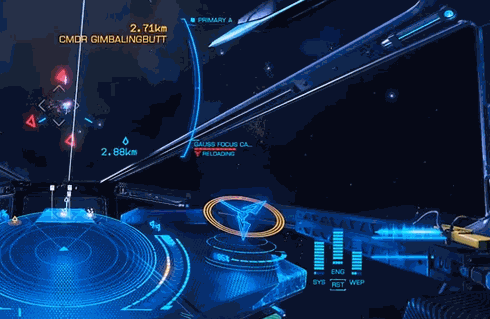 2.71km
PRIMARY A
CMDR GIMBALINGBUTT
GAUSS FOCUS CA...
RELOADING
2.88km
ENG
SYS RST WEP